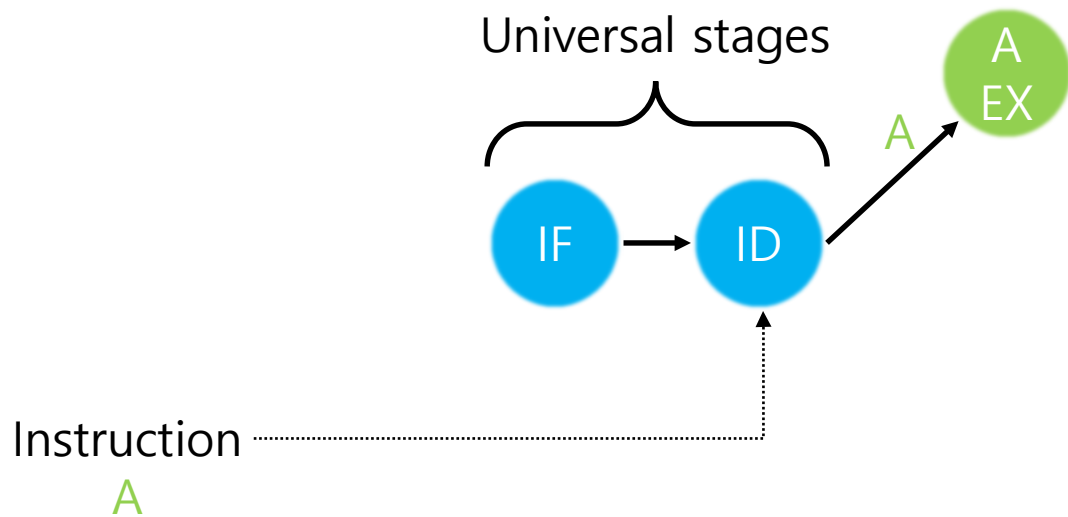 Universal stages
A
EX
A
IF
ID
Instruction
A